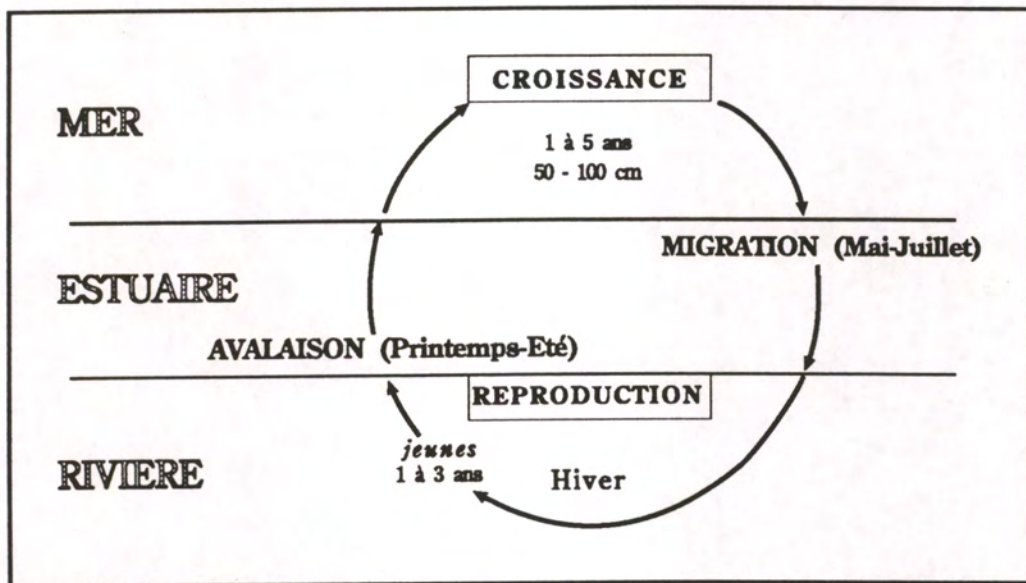 CROISSANCE
MER
1 à 5 ans
50 - 100 cm
MIGRATION (Mai-Juillet)
ESTUAIRE
AVALAISON (Printemps-Eté)
REPRODUCTION
jeunes
1 à 3 ans
Hiver
RIVIERE